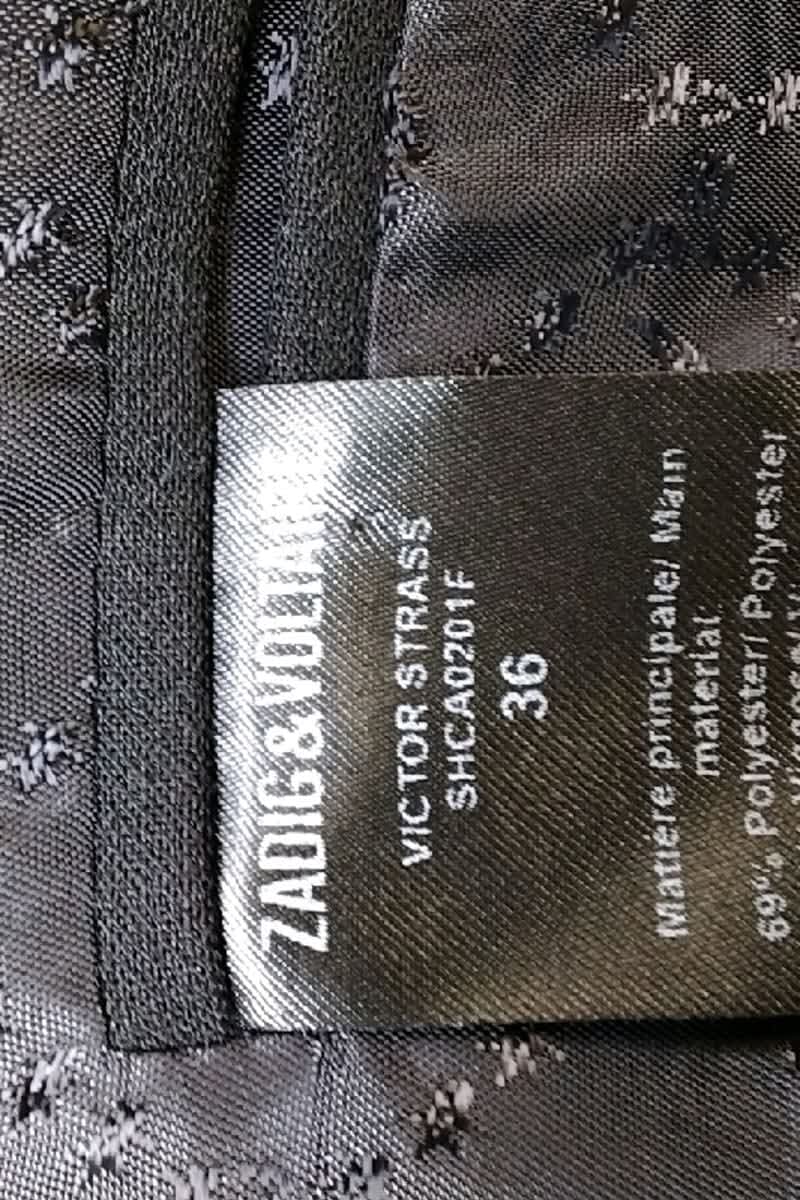 ZADIG&VOLTAIRE
VICTOR STRASS
SHCA0201F
36
Matière principale/ Main
material
69% Polyester/ Polyester